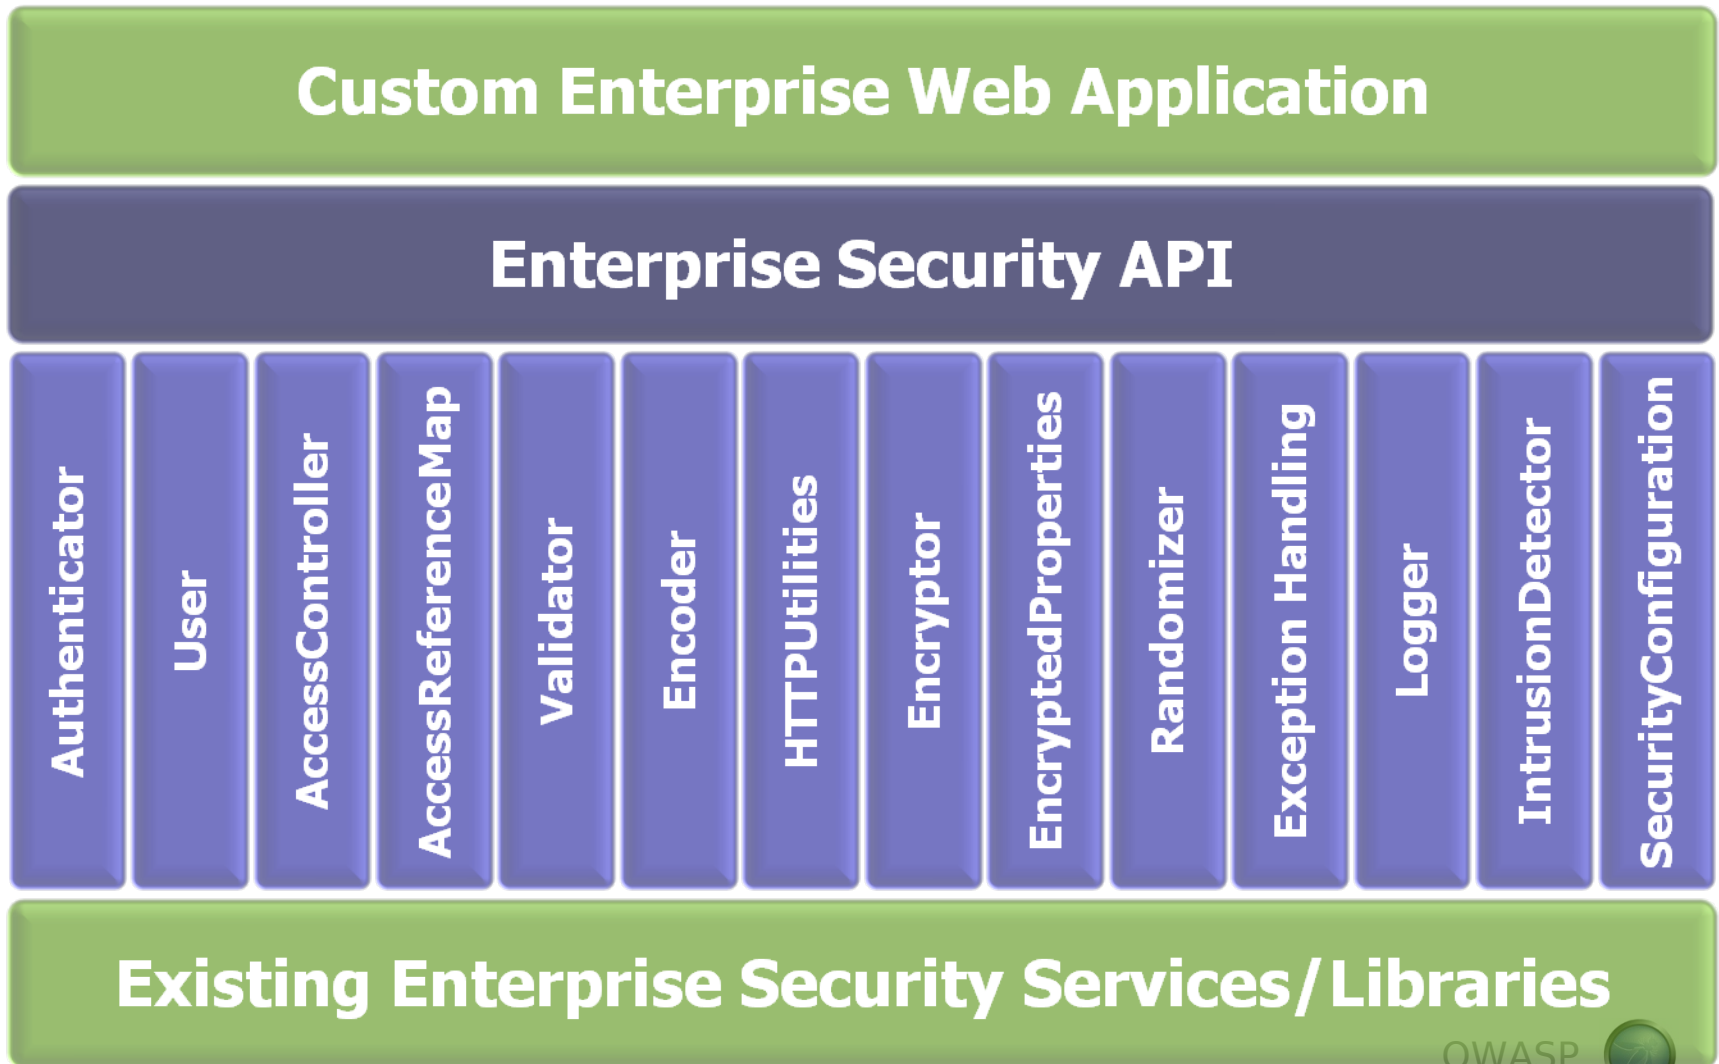 Custom Enterprise Web Application
Enterprise Security API
Authenticator
User
AccessController
AccessReferenceMap
Validator
Encoder
HTTPUtilities
Encryptor
EncryptedProperties
Randomizer
Exception Handling
Logger
IntrusionDetector
SecurityConfiguration
Existing Enterprise Security Services/Libraries
OWASP